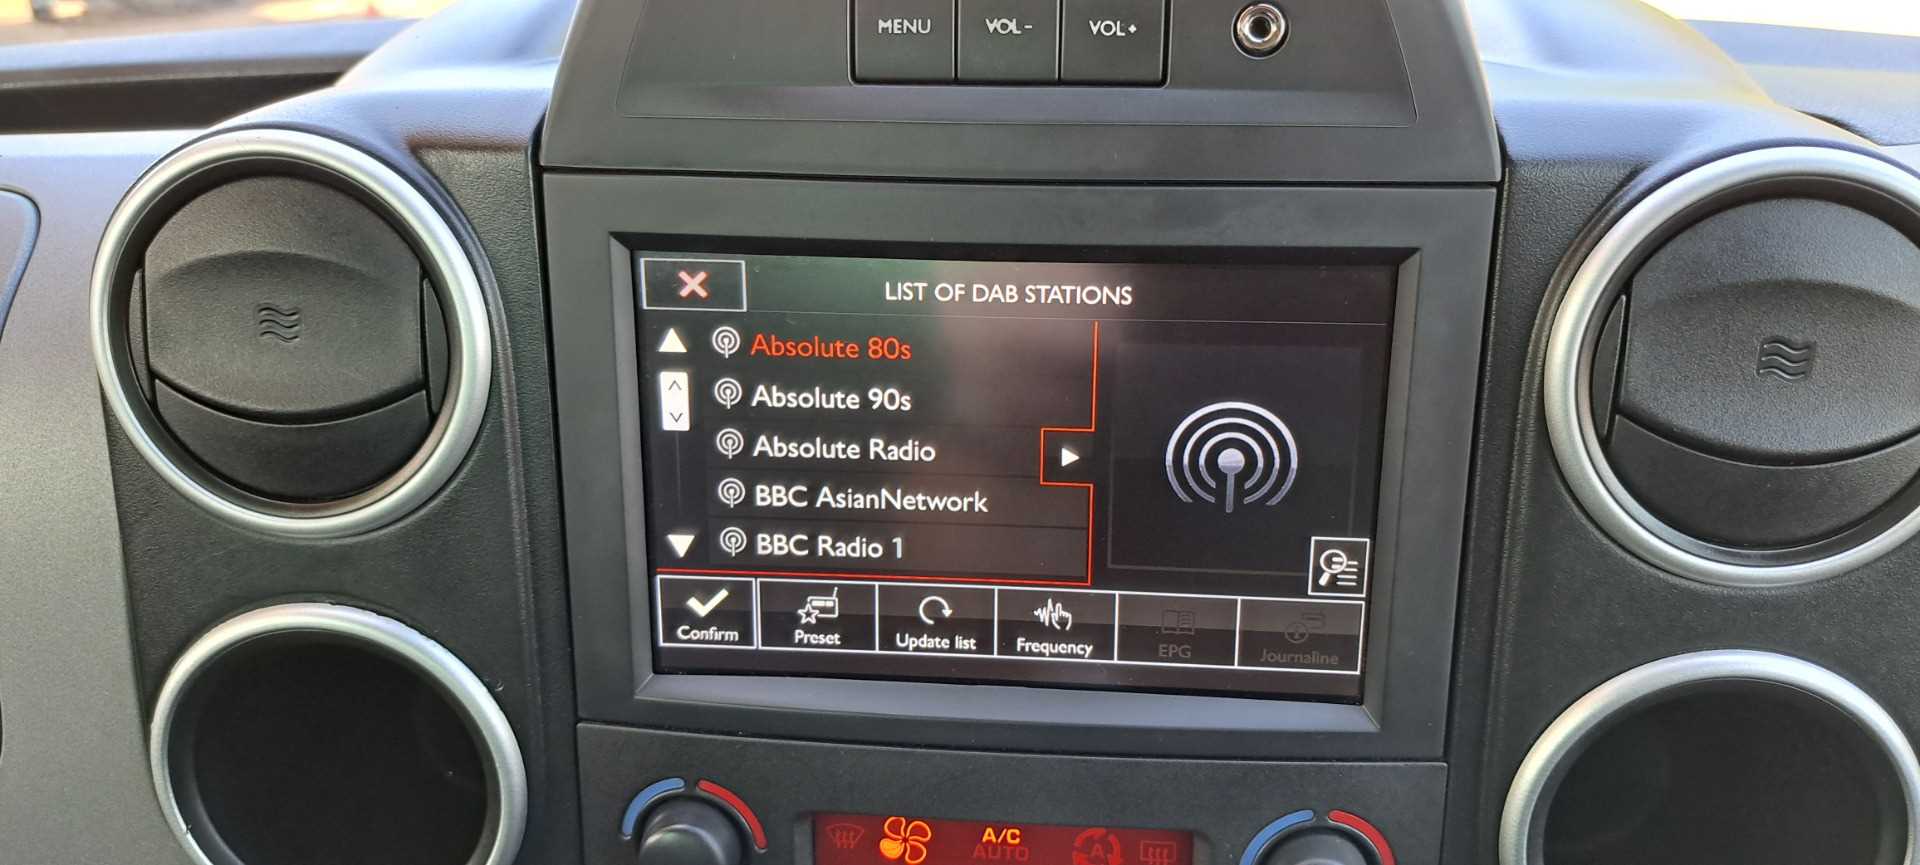 MENU VOL- VOL+
LIST OF DAB STATIONS
Absolute 80s
Absolute 90s
Absolute Radio
BBC AsianNetwork
BBC Radio 1
Confirm Preset Update list Frequency EPG Journaline
A/C
AUTO
A